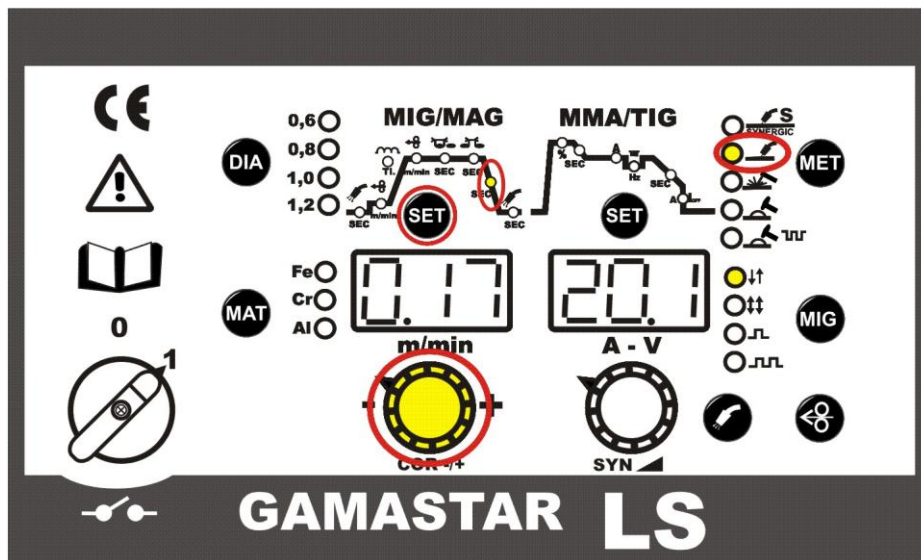 CE
MIG/MAG
MMA/TIG
0,6
0,8
1,0
1,2
DIA
TI.
m/min
SEC
SEC
SEC
SEC
m/min
SEC
%
SEC
A
Hz
SEC
A
S
SYNERGIC
MET
SET
SET
Fe
Cr
Al
MAT
0.17
20.1
m/min
A - V
MIG
0
1
COR -/+
SYN
GAMASTAR LS